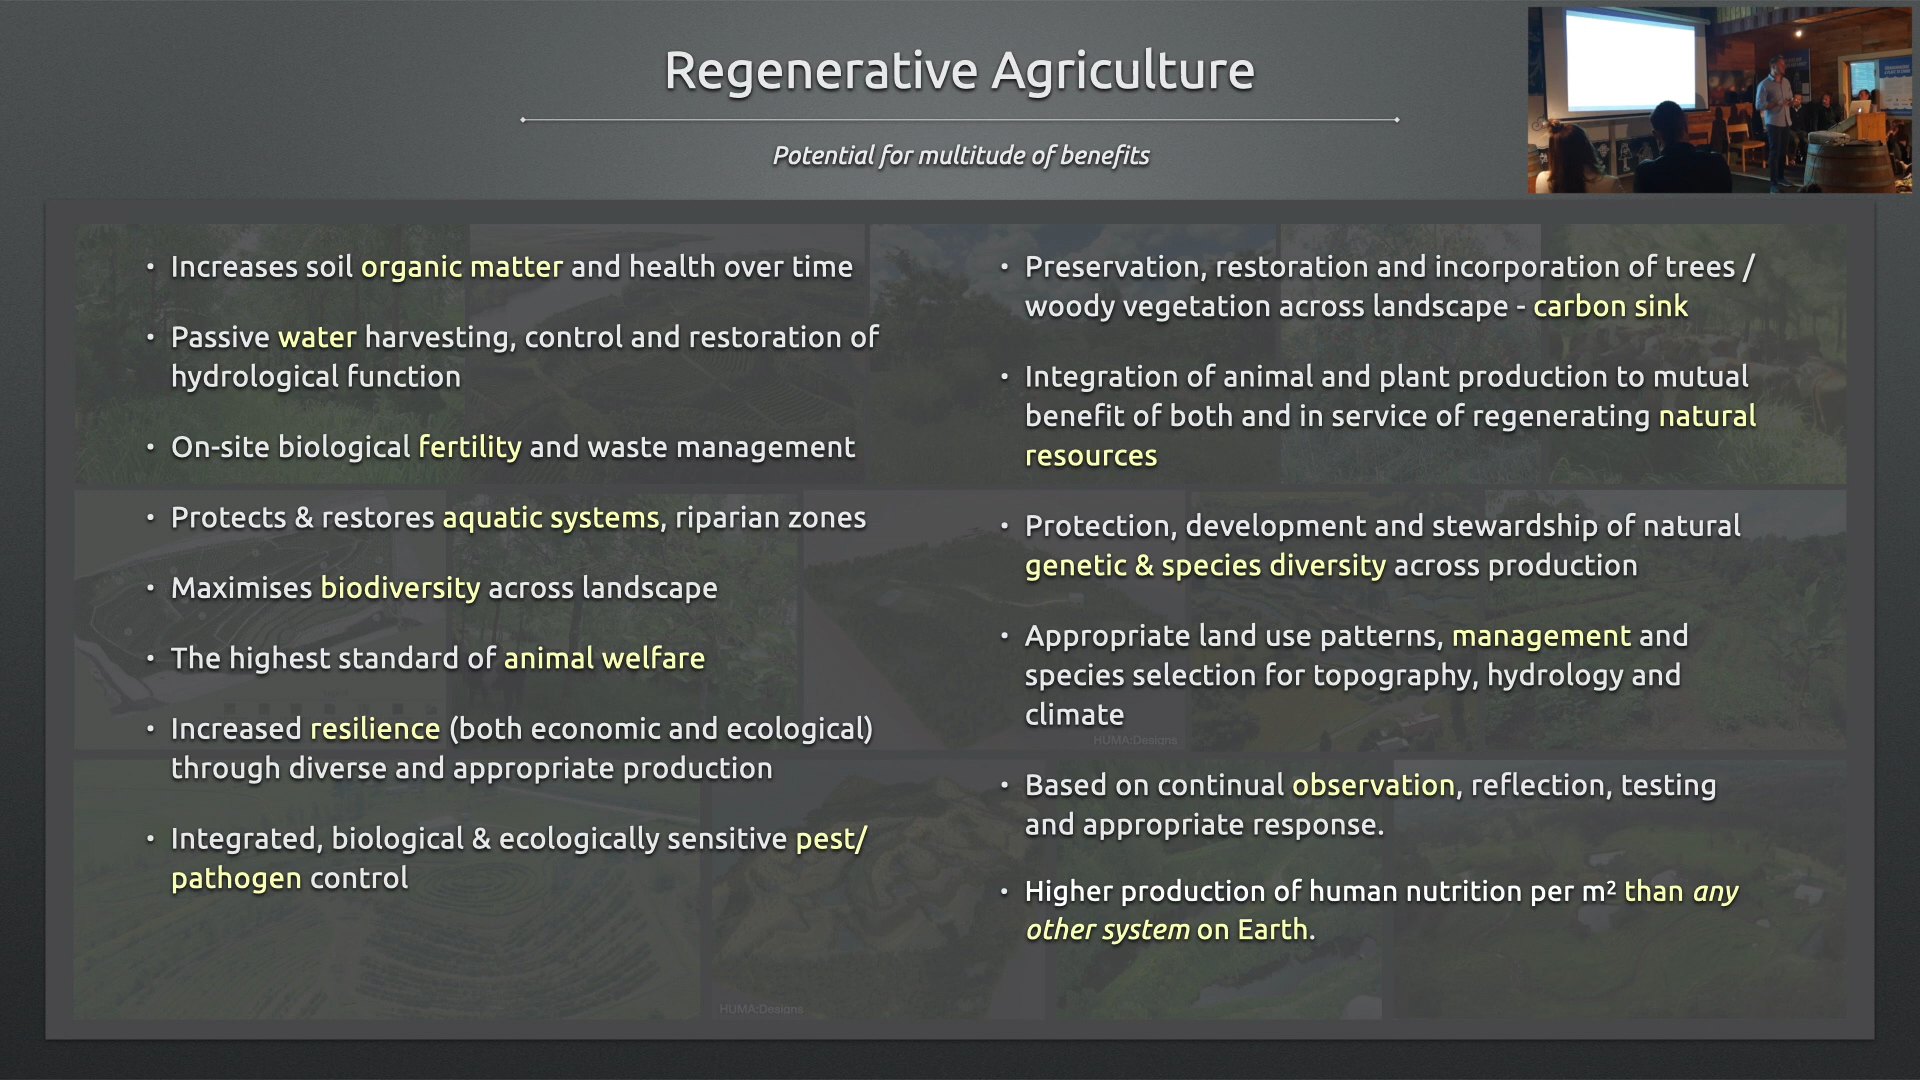 Regenerative Agriculture
Potential for multitude of benefits
• Increases soil organic matter and health over time
• Passive water harvesting, control and restoration of
hydrological function
• On-site biological fertility and waste management
• Protects & restores aquatic systems, riparian zones
• Maximises biodiversity across landscape
• The highest standard of animal welfare
• Increased resilience (both economic and ecological)
through diverse and appropriate production
• Integrated, biological & ecologically sensitive pest/
pathogen control
• Preservation, restoration and incorporation of trees /
woody vegetation across landscape - carbon sink
• Integration of animal and plant production to mutual
benefit of both and in service of regenerating natural
resources
• Protection, development and stewardship of natural
genetic & species diversity across production
• Appropriate land use patterns, management and
species selection for topography, hydrology and
climate
• Based on continual observation, reflection, testing
and appropriate response.
• Higher production of human nutrition per m² than any
other system on Earth.
HUMA:Designs
HUMA:Designs